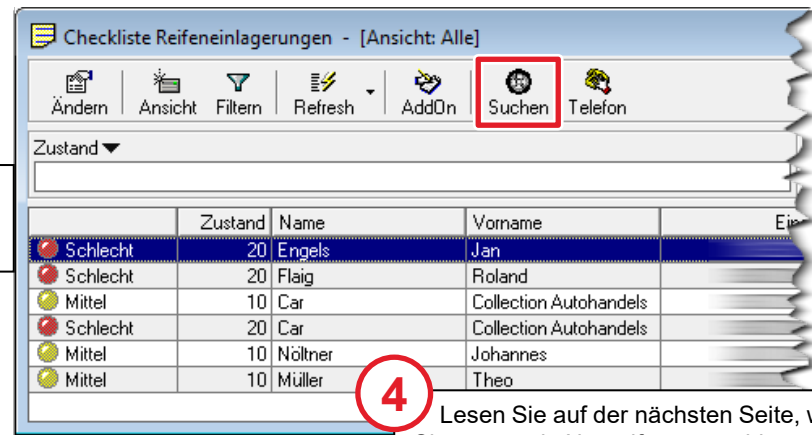 Checkliste Reifeneinlagerungen - [Ansicht: Alle]
Ändern Ansicht Filtern Refresh AddOn Suchen Telefon
Zustand
Zustand Name Vorname
Schlecht 20 Engels Jan
Schlecht 20 Flaig Roland
Mittel 10 Car Collection Autohandels
Schlecht 20 Car Collection Autohandels
Mittel 10 Nöltner Johannes
Mittel 10 Müller Theo
4
Lesen Sie auf der nächsten Seite,